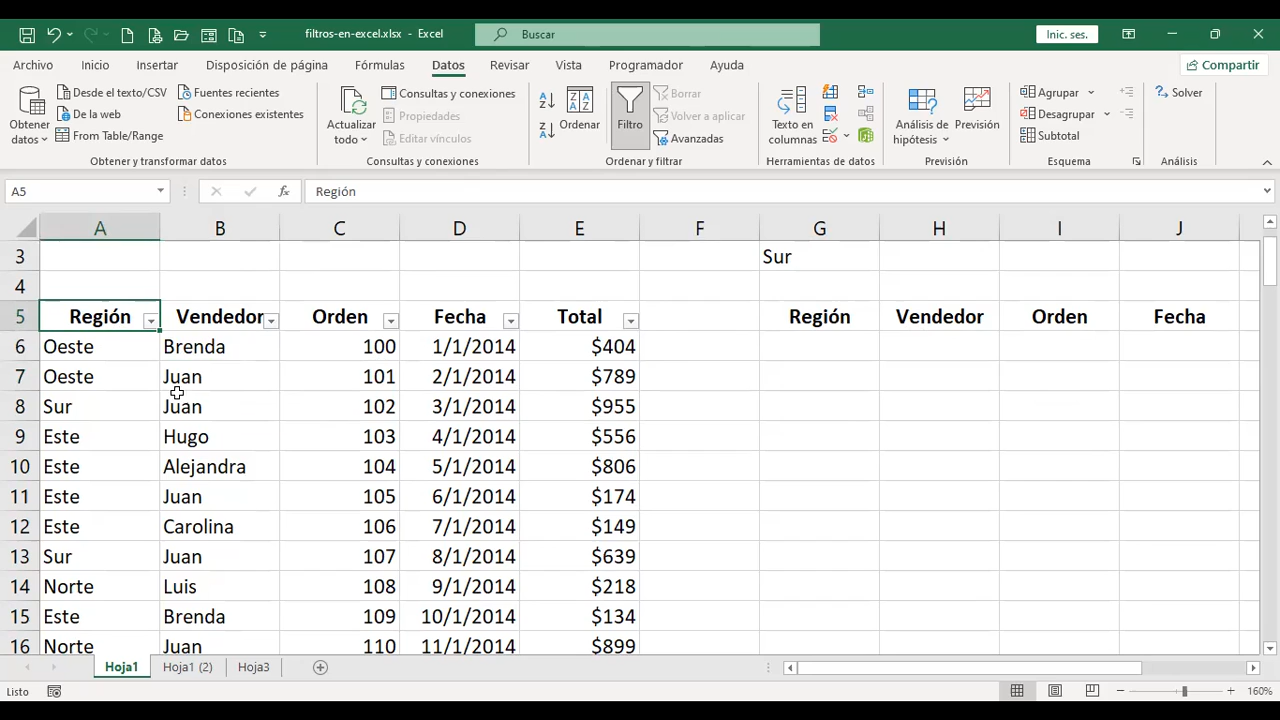 filtros-en-excel.xlsx - Excel
Buscar
Inic. ses.
Archivo Inicio Insertar Disposición de página Fórmulas Datos Revisar Vista Programador Ayuda
Compartir
Obtener datos
Desde el texto/CSV
De la web
From Table/Range
Fuentes recientes
Conexiones existentes
Obtener y transformar datos
Actualizar todo
Consultas y conexiones
Propiedades
Editar vínculos
Consultas y conexiones
Ordenar
Filtro
Borrar
Volver a aplicar
Avanzadas
Ordenar y filtrar
Texto en columnas
Herramientas de datos
Análisis de hipótesis
Previsión
Previsión
Agrupar
Desagrupar
Subtotal
Esquema
Solver
Análisis
A5 fx Región
A B C D E F G H I J
3 Sur
4
5 Región Vendedor Orden Fecha Total Región Vendedor Orden Fecha
6 Oeste Brenda 100 1/1/2014 $404
7 Oeste Juan 101 2/1/2014 $789
8 Sur Juan 102 3/1/2014 $955
9 Este Hugo 103 4/1/2014 $556
10 Este Alejandra 104 5/1/2014 $806
11 Este Juan 105 6/1/2014 $174
12 Este Carolina 106 7/1/2014 $149
13 Sur Juan 107 8/1/2014 $639
14 Norte Luis 108 9/1/2014 $218
15 Este Brenda 109 10/1/2014 $134
16 Norte Juan 110 11/1/2014 $899
Hoja1 Hoja1 (2) Hoja3
Listo 160%